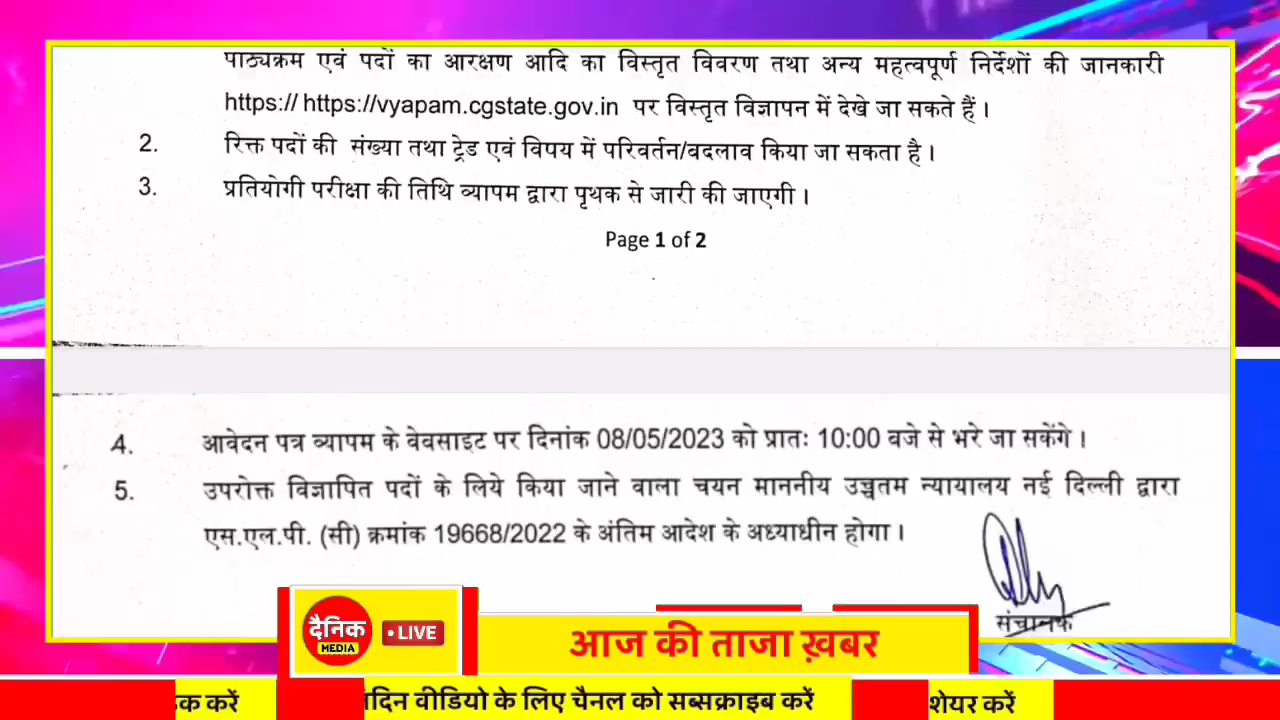 पाठ्यक्रम एवं पदों का आरक्षण आदि का विस्तृत विवरण तथा अन्य महत्वपूर्ण निर्देशों की जानकारी
https:// https://vyapam.cgstate.gov.in पर विस्तृत विज्ञापन में देखे जा सकते हैं।
2. रिक्त पदों की संख्या तथा ट्रेड एवं विषय में परिवर्तन/बदलाव किया जा सकता है।
3. प्रतियोगी परीक्षा की तिथि व्यापम द्वारा पृथक से जारी की जाएगी।
Page 1 of 2
4. आवेदन पत्र व्यापम के वेबसाइट पर दिनांक 08/05/2023 को प्रातः 10:00 बजे से भरे जा सकेंगे।
5. उपरोक्त विज्ञापित पदों के लिये किया जाने वाला चयन माननीय उच्चतम न्यायालय नई दिल्ली द्वारा
एस.एल.पी. (सी) क्रमांक 19668/2022 के अंतिम आदेश के अध्याधीन होगा।
संचालक
दैनिक
MEDIA
LIVE
आज की ताजा ख़बर
करें
वीडियो के लिए चैनल को सब्सक्राइब करें
शेयर करें